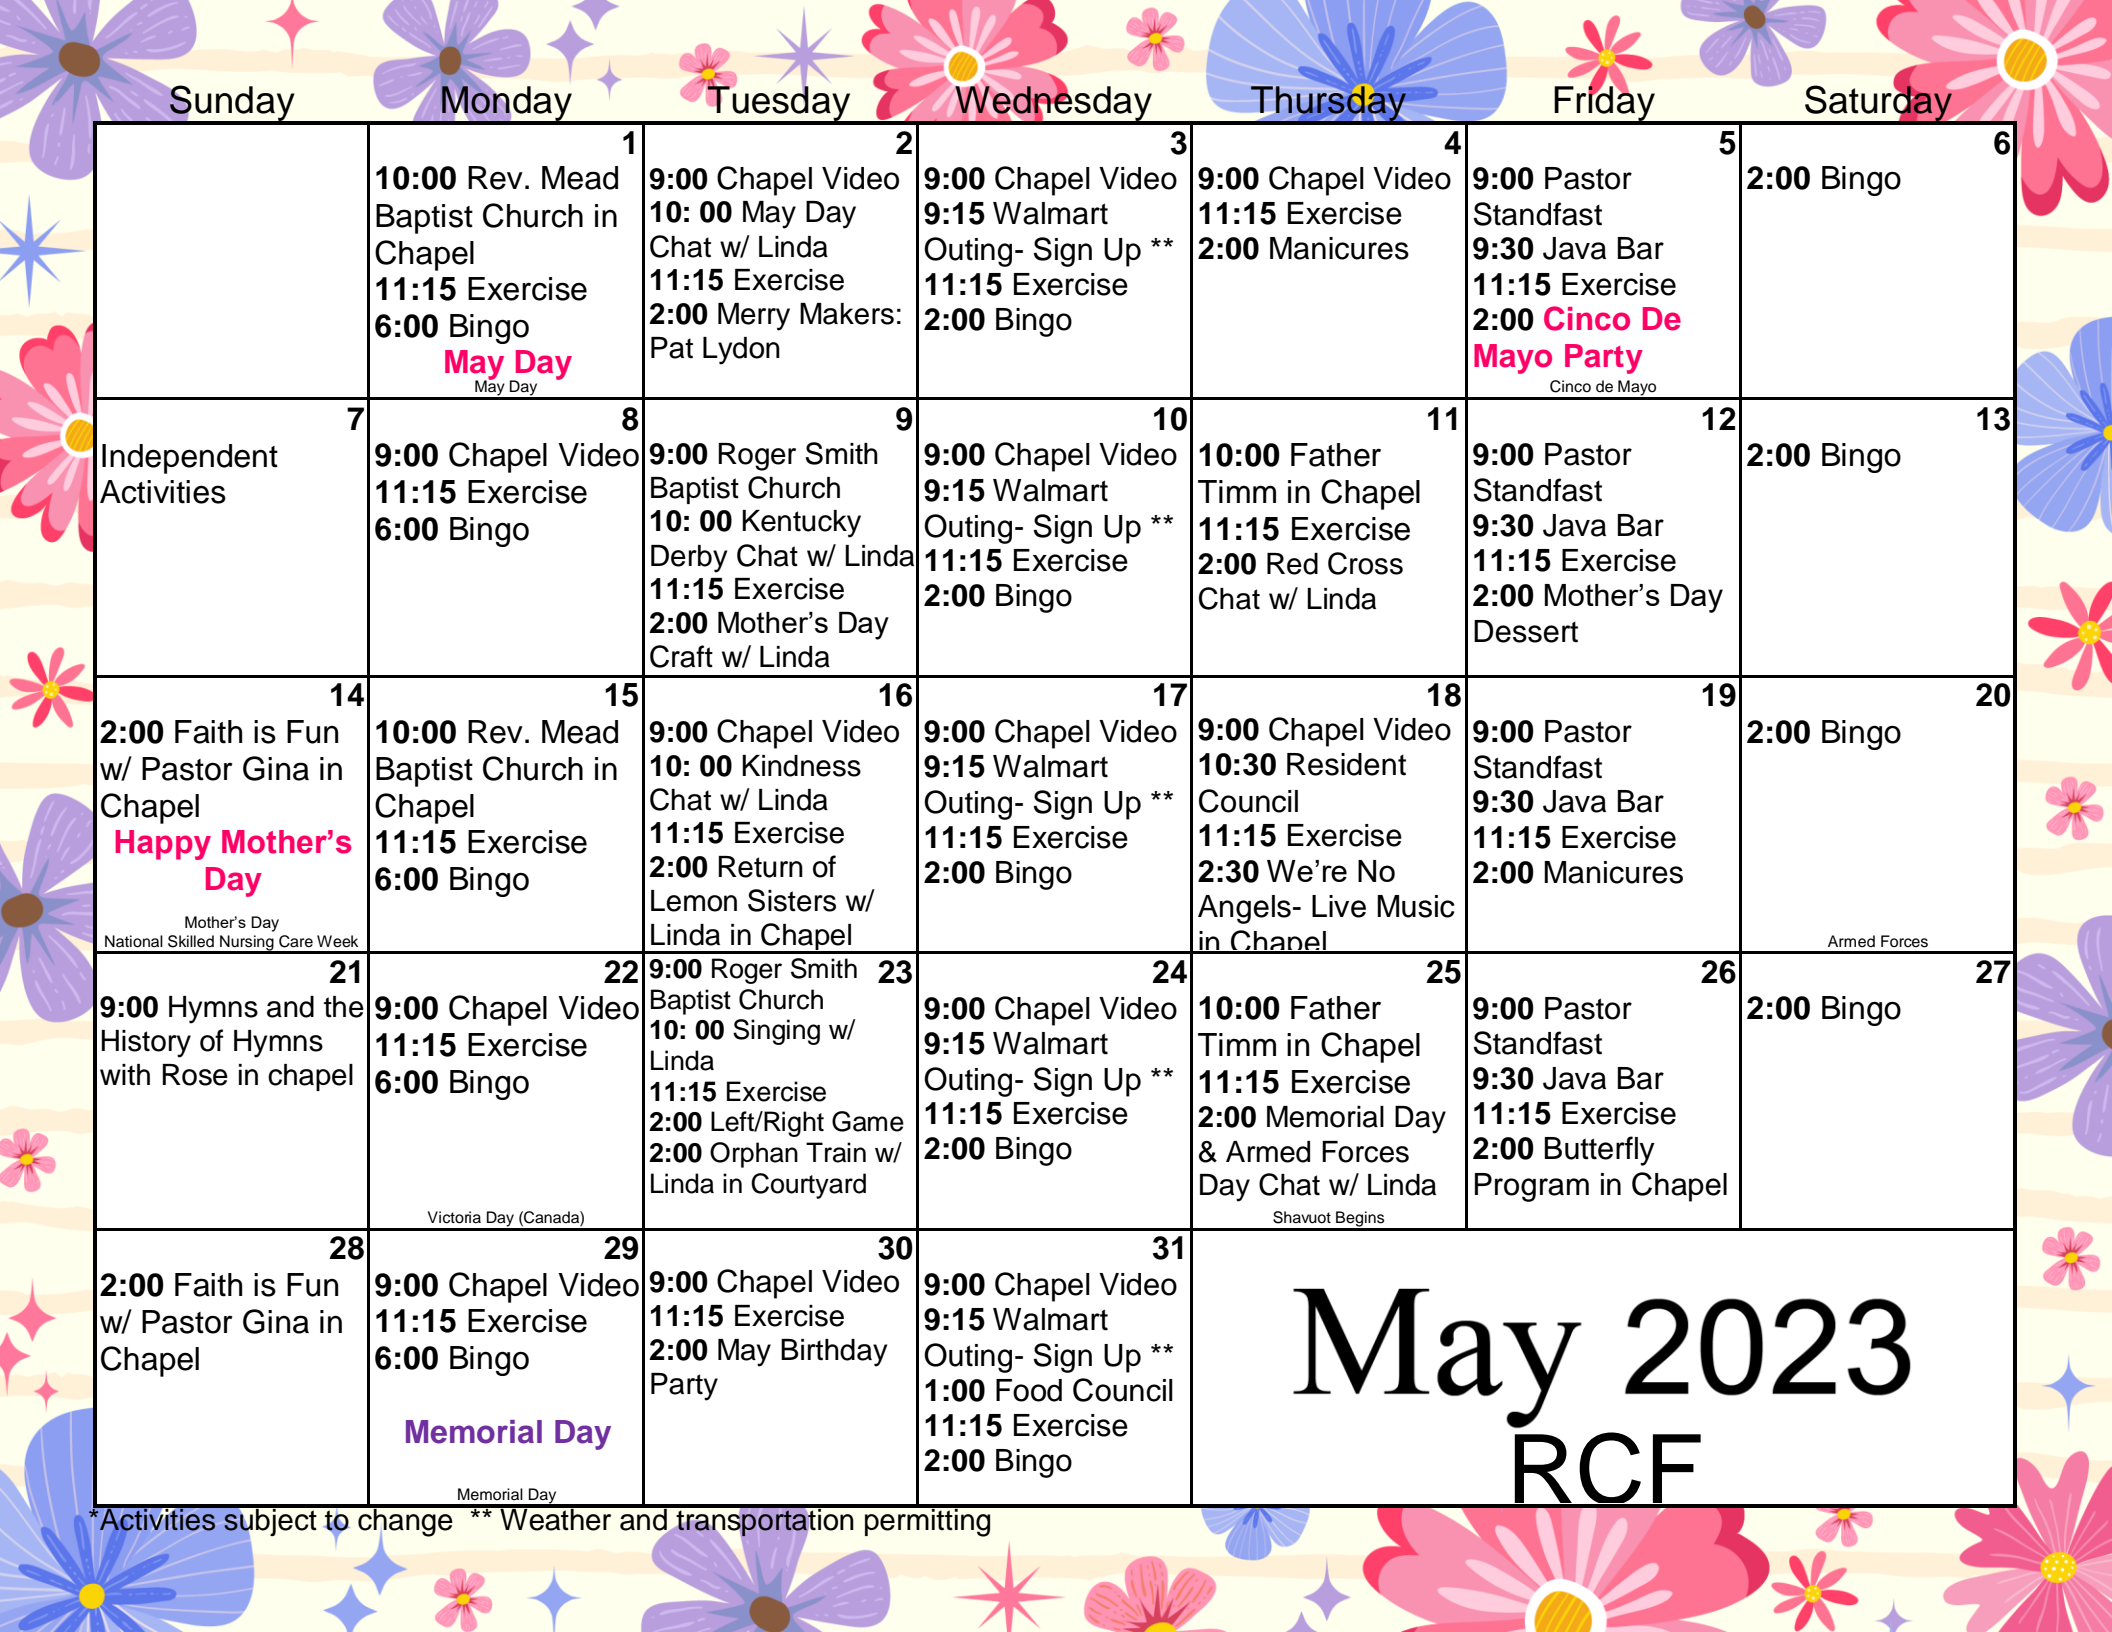 Sunday Monday Tuesday Wednesday Thursday Friday Saturday
1
10:00 Rev. Mead
Baptist Church in
Chapel
11:15 Exercise
6:00 Bingo
May Day
May Day
2
9:00 Chapel Video
10: 00 May Day
Chat w/ Linda
11:15 Exercise
2:00 Merry Makers:
Pat Lydon
3
9:00 Chapel Video
9:15 Walmart
Outing- Sign Up **
11:15 Exercise
2:00 Bingo
4
9:00 Chapel Video
11:15 Exercise
2:00 Manicures
5
9:00 Pastor
Standfast
9:30 Java Bar
11:15 Exercise
2:00 Cinco De
Mayo Party
Cinco de Mayo
6
2:00 Bingo
7
Independent
Activities
8
9:00 Chapel Video
11:15 Exercise
6:00 Bingo
9
9:00 Roger Smith
Baptist Church
10: 00 Kentucky
Derby Chat w/ Linda
11:15 Exercise
2:00 Mother’s Day
Craft w/ Linda
10
9:00 Chapel Video
9:15 Walmart
Outing- Sign Up **
11:15 Exercise
2:00 Bingo
11
10:00 Father
Timm in Chapel
11:15 Exercise
2:00 Red Cross
Chat w/ Linda
12
9:00 Pastor
Standfast
9:30 Java Bar
11:15 Exercise
2:00 Mother’s Day
Dessert
13
2:00 Bingo
14
2:00 Faith is Fun
w/ Pastor Gina in
Chapel
Happy Mother’s
Day
Mother’s Day
National Skilled Nursing Care Week
15
10:00 Rev. Mead
Baptist Church in
Chapel
11:15 Exercise
6:00 Bingo
16
9:00 Chapel Video
10: 00 Kindness
Chat w/ Linda
11:15 Exercise
2:00 Return of
Lemon Sisters w/
Linda in Chapel
17
9:00 Chapel Video
9:15 Walmart
Outing- Sign Up **
11:15 Exercise
2:00 Bingo
18
9:00 Chapel Video
10:30 Resident
Council
11:15 Exercise
2:30 We’re No
Angels- Live Music
in Chapel
19
9:00 Pastor
Standfast
9:30 Java Bar
11:15 Exercise
2:00 Manicures
20
2:00 Bingo
Armed Forces
21
9:00 Hymns and the
History of Hymns
with Rose in chapel
22
9:00 Chapel Video
11:15 Exercise
6:00 Bingo
Victoria Day (Canada)
23
9:00 Roger Smith
Baptist Church
10: 00 Singing w/
Linda
11:15 Exercise
2:00 Left/Right Game
2:00 Orphan Train w/
Linda in Courtyard
24
9:00 Chapel Video
9:15 Walmart
Outing- Sign Up **
11:15 Exercise
2:00 Bingo
25
10:00 Father
Timm in Chapel
11:15 Exercise
2:00 Memorial Day
& Armed Forces
Day Chat w/ Linda
Shavuot Begins
26
9:00 Pastor
Standfast
9:30 Java Bar
11:15 Exercise
2:00 Butterfly
Program in Chapel
27
2:00 Bingo
28
2:00 Faith is Fun
w/ Pastor Gina in
Chapel
29
9:00 Chapel Video
11:15 Exercise
6:00 Bingo
Memorial Day
Memorial Day
30
9:00 Chapel Video
11:15 Exercise
2:00 May Birthday
Party
31
9:00 Chapel Video
9:15 Walmart
Outing- Sign Up **
1:00 Food Council
11:15 Exercise
2:00 Bingo
May 2023
RCF
*Activities subject to change ** Weather and transportation permitting